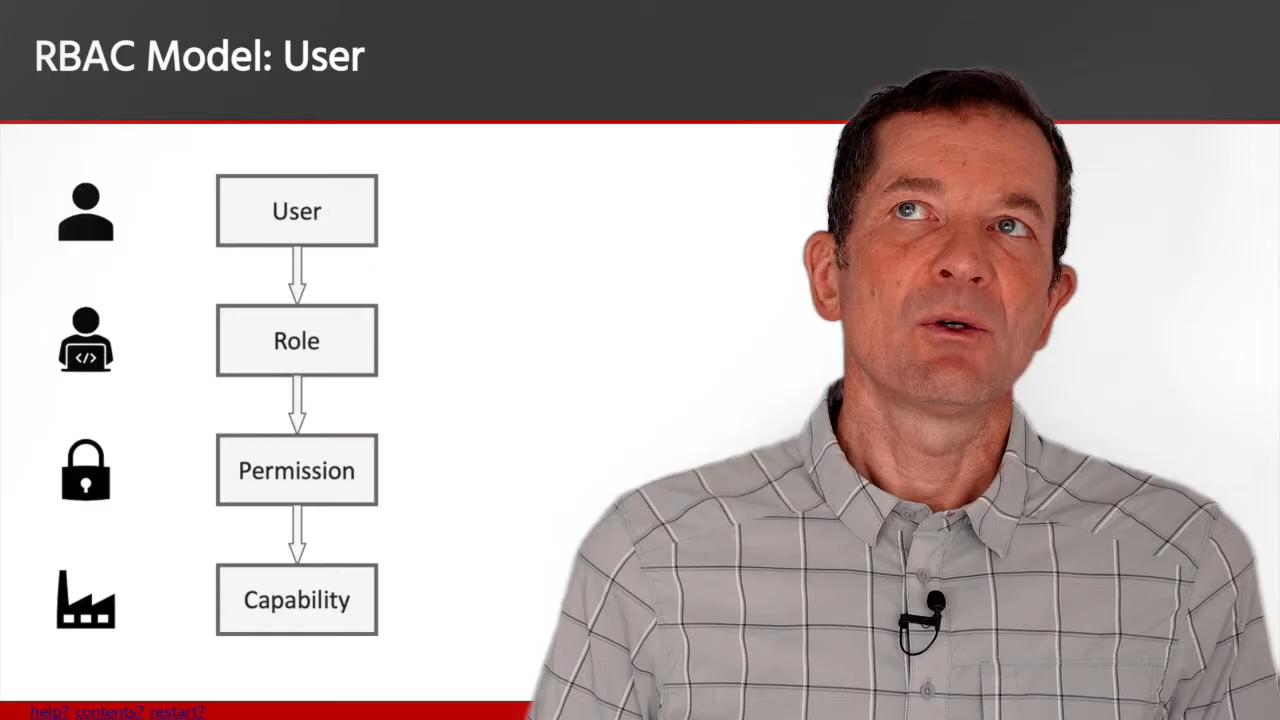 RBAC Model: User
User
Role
</>
Permission
Capability
help? contents? restart?